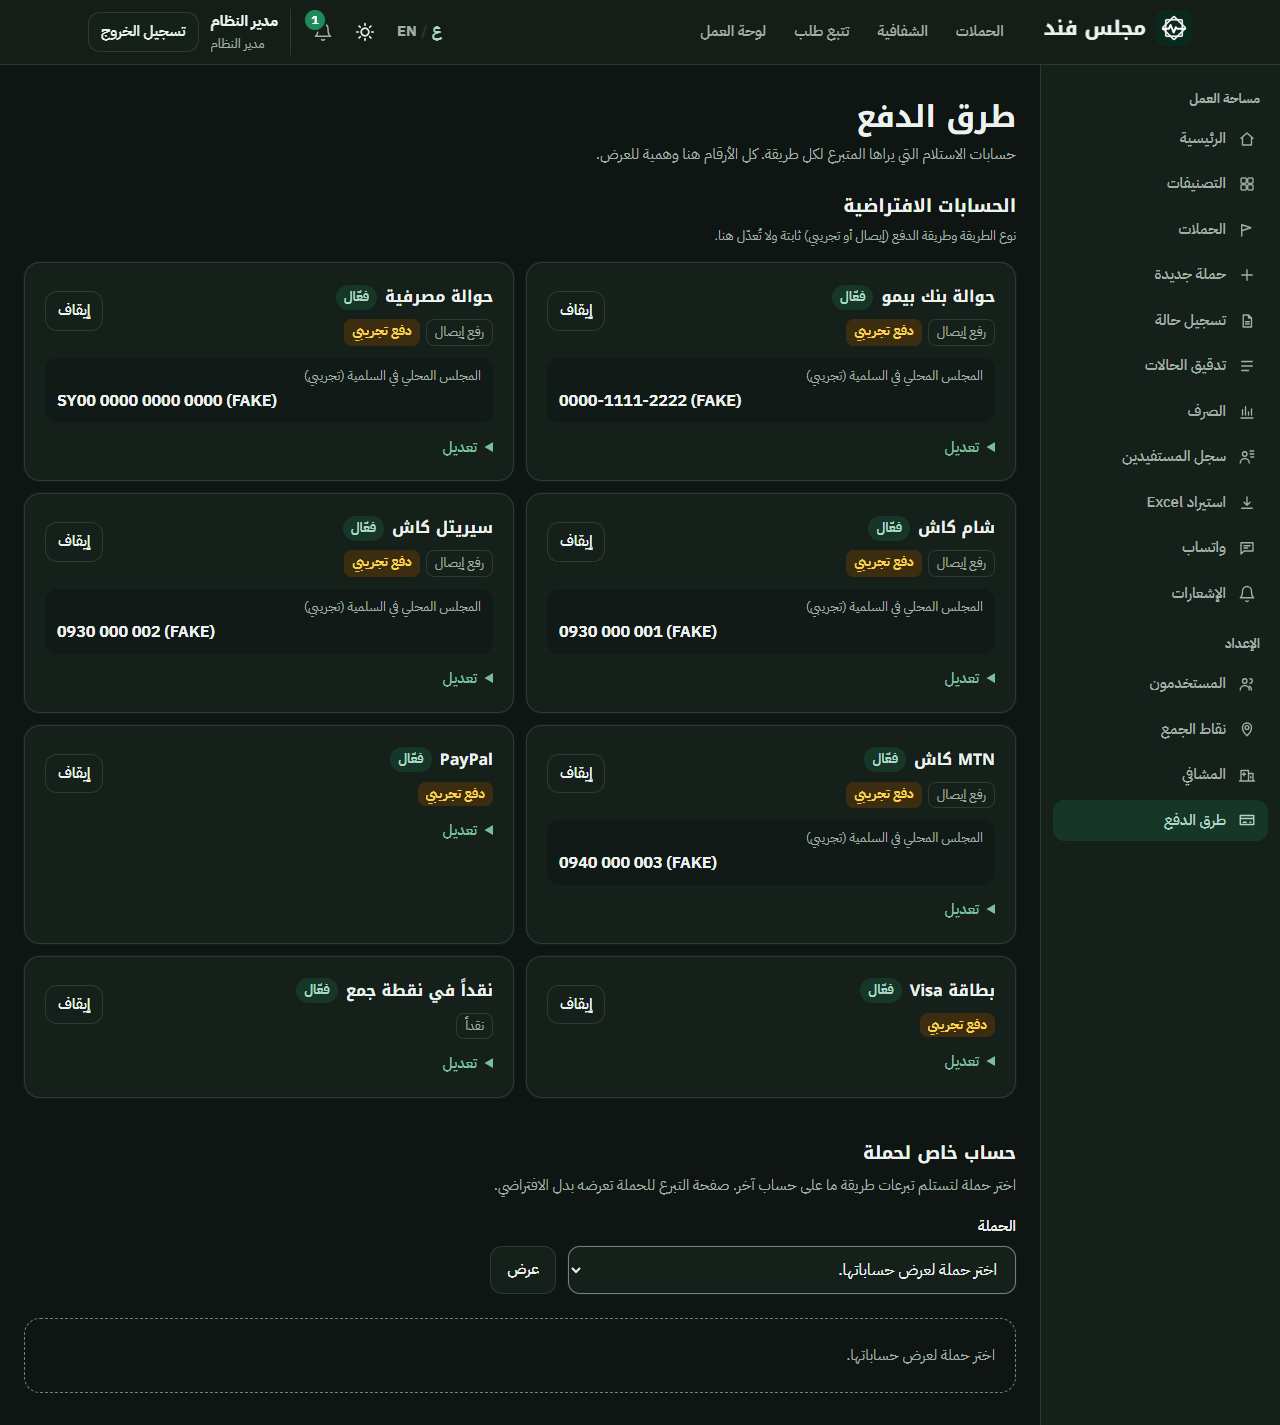 مجلس فند
الحملات
الشفافية
تتبع طلب
لوحة العمل
ع / EN
1
مدير النظام
مدير النظام
تسجيل الخروج
مساحة العمل
الرئيسية
التصنيفات
الحملات
حملة جديدة
تسجيل حالة
تدقيق الحالات
الصرف
سجل المستفيدين
استيراد Excel
واتساب
الإشعارات
الإعداد
المستخدمون
نقاط الجمع
المشافي
طرق الدفع
طرق الدفع
حسابات الاستلام التي يراها المتبرع لكل طريقة. كل الأرقام هنا وهمية للعرض.
الحسابات الافتراضية
نوع الطريقة وطريقة الدفع (إيصال أو تجريبي) ثابتة ولا تُعدّل هنا.
حوالة بنك بيمو فعّال
إيقاف
رفع إيصال دفع تجريبي
المجلس المحلي في السلمية (تجريبي)
0000-1111-2222 (FAKE)
تعديل
حوالة مصرفية فعّال
إيقاف
رفع إيصال دفع تجريبي
المجلس المحلي في السلمية (تجريبي)
SY00 0000 0000 0000 (FAKE)
تعديل
شام كاش فعّال
إيقاف
رفع إيصال دفع تجريبي
المجلس المحلي في السلمية (تجريبي)
0930 000 001 (FAKE)
تعديل
سيريتل كاش فعّال
إيقاف
رفع إيصال دفع تجريبي
المجلس المحلي في السلمية (تجريبي)
0930 000 002 (FAKE)
تعديل
MTN كاش فعّال
إيقاف
رفع إيصال دفع تجريبي
المجلس المحلي في السلمية (تجريبي)
0940 000 003 (FAKE)
تعديل
PayPal فعّال
إيقاف
دفع تجريبي
تعديل
بطاقة Visa فعّال
إيقاف
دفع تجريبي
تعديل
نقداً في نقطة جمع فعّال
إيقاف
نقداً
تعديل
حساب خاص لحملة
اختر حملة لتستلم تبرعات طريقة ما على حساب آخر. صفحة التبرع للحملة تعرضه بدل الافتراضي.
الحملة
اختر حملة لعرض حساباتها.
عرض
اختر حملة لعرض حساباتها.